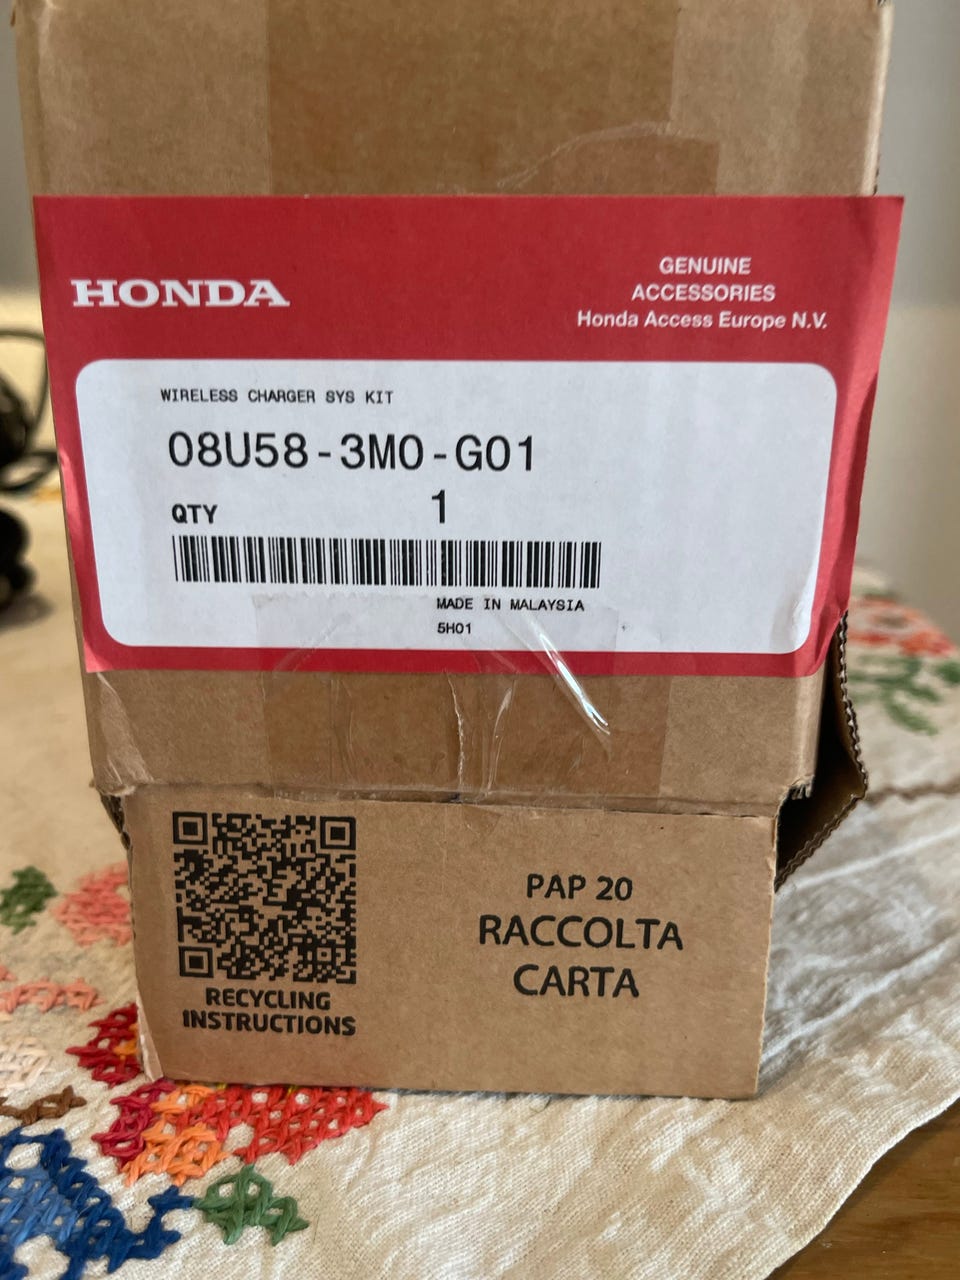 HONDA
GENUINE
ACCESSORIES
Honda Access Europe N.V.
WIRELESS CHARGER SYS KIT
08U58-3M0-G01
QTY 1
MADE IN MALAYSIA
5H01
PAP 20
RACCOLTA
CARTA
RECYCLING
INSTRUCTIONS